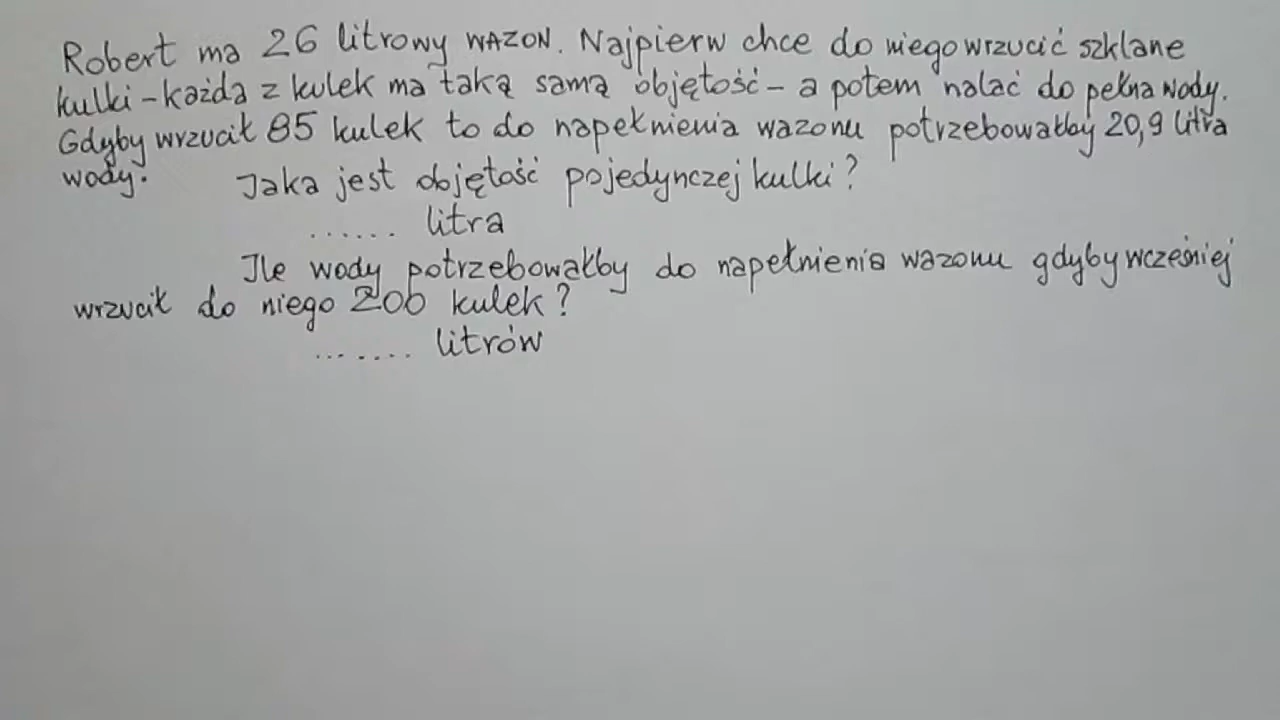 Robert ma 26 litrowy WAZON. Najpierw chce do niego wrzucić szklane
kulki - każda z kulek ma taką samą objętość - a potem nalać do pełna wody.
Gdyby wrzucił 85 kulek to do napełnienia wazonu potrzebowałby 20,9 litra
wody. Jaka jest objętość pojedynczej kulki?
...... litra
Ile wody potrzebowałby do napełnienia wazonu gdyby wcześniej
wrzucił do niego 200 kulek?
....... litrów